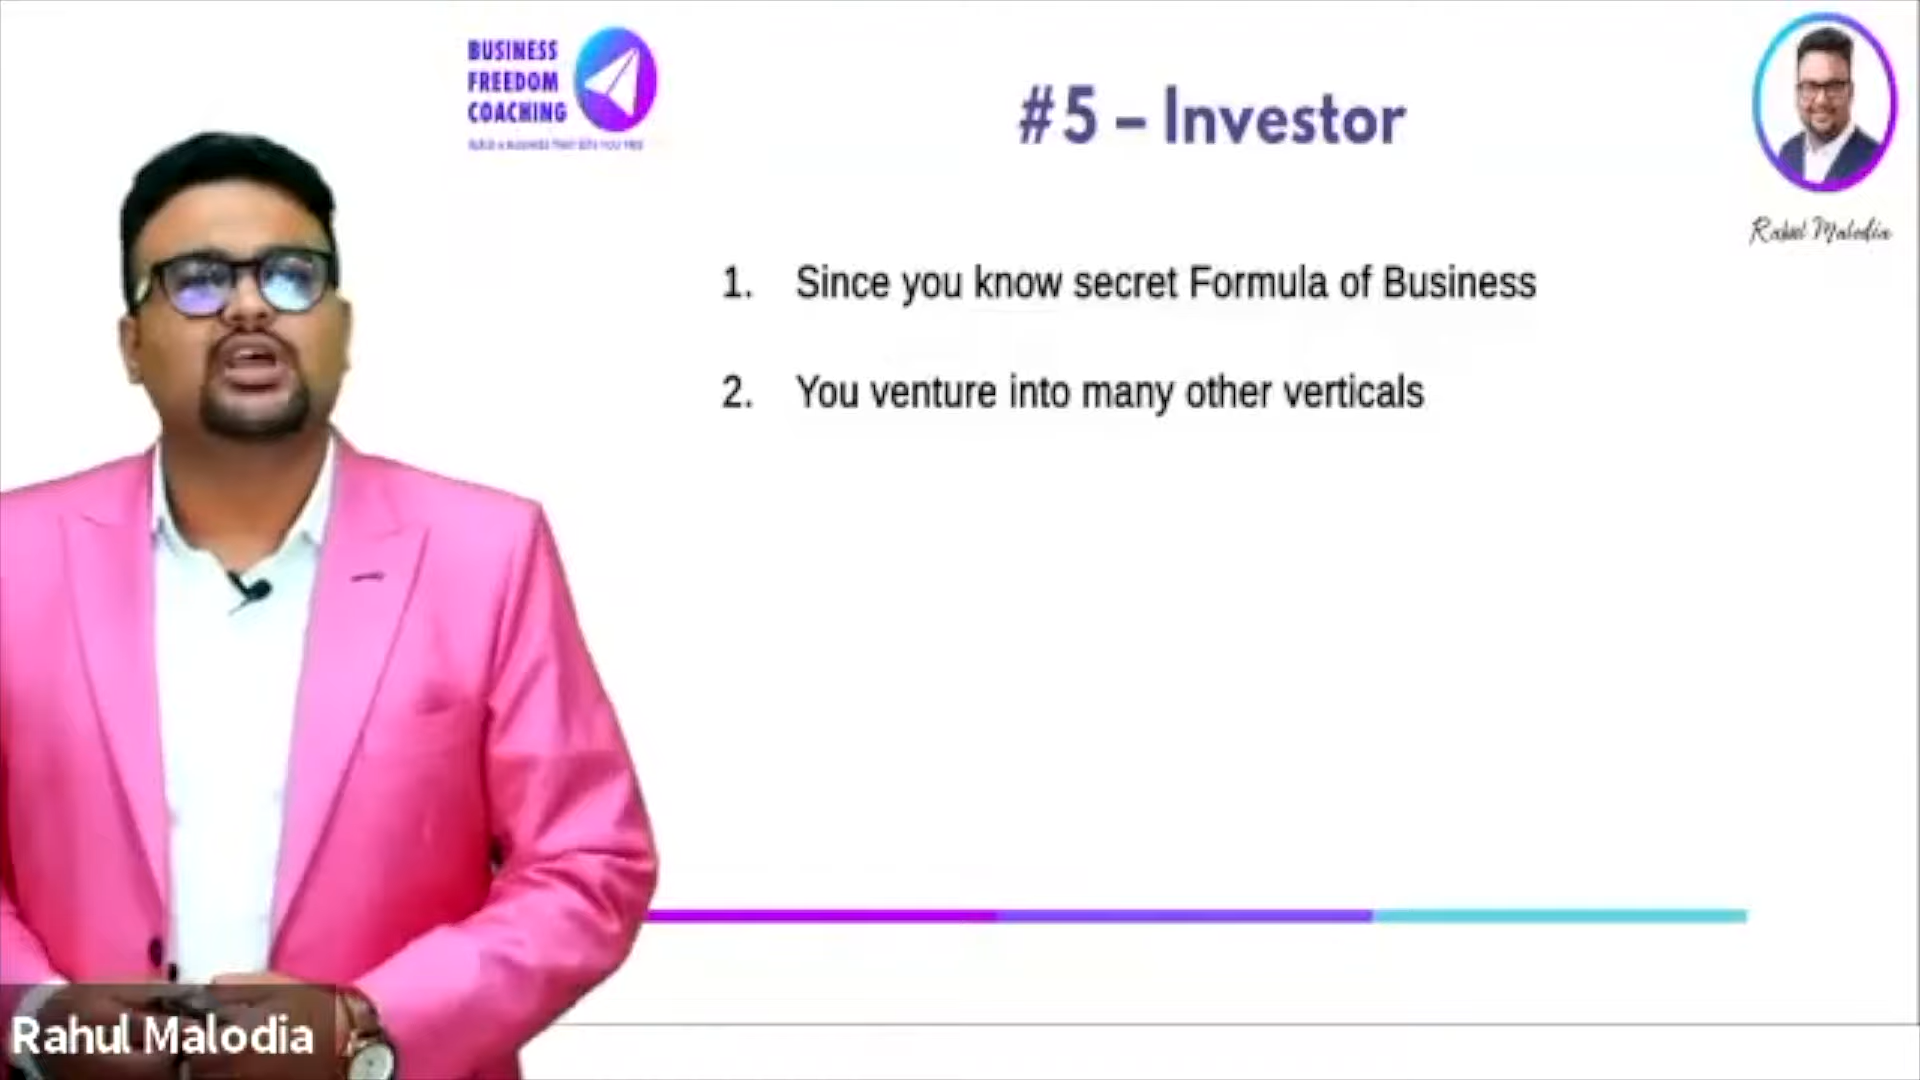 BUSINESS
FREEDOM
COACHING
#5 – Investor
Rahul Malodia
1. Since you know secret Formula of Business
2. You venture into many other verticals
Rahul Malodia